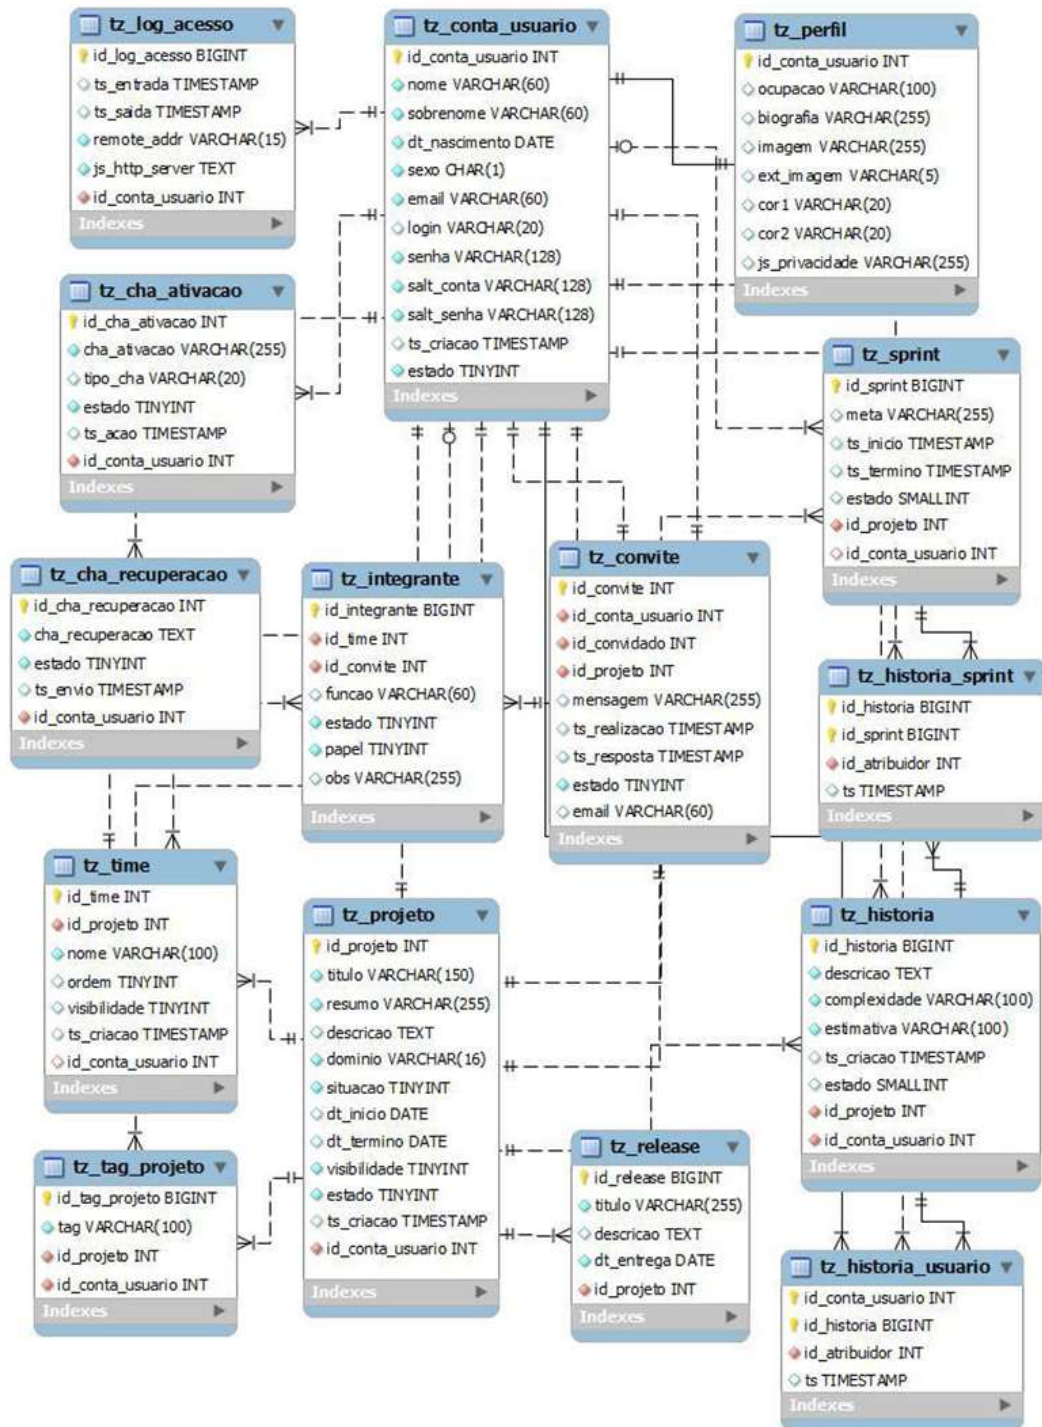 tz_log_acesso
id_log_acesso BIGINT
ts_entrada TIMESTAMP
ts_saida TIMESTAMP
remote_addr VARCHAR(15)
js_http_server TEXT
id_conta_usuario INT
Indexes
tz_conta_usuario
id_conta_usuario INT
nome VARCHAR(60)
sobrenome VARCHAR(60)
dt_nascimento DATE
sexo CHAR(1)
email VARCHAR(60)
login VARCHAR(20)
senha VARCHAR(128)
salt_conta VARCHAR(128)
salt_senha VARCHAR(128)
ts_criacao TIMESTAMP
estado TINYINT
Indexes
tz_perfil
id_conta_usuario INT
ocupacao VARCHAR(100)
biografia VARCHAR(255)
imagem VARCHAR(255)
ext_imagem VARCHAR(5)
cor1 VARCHAR(20)
cor2 VARCHAR(20)
js_privacidade VARCHAR(255)
Indexes
tz_cha_ativacao
id_cha_ativacao INT
cha_ativacao VARCHAR(255)
tipo_cha VARCHAR(20)
estado TINYINT
ts_acao TIMESTAMP
id_conta_usuario INT
Indexes
tz_sprint
id_sprint BIGINT
meta VARCHAR(255)
ts_inicio TIMESTAMP
ts_termino TIMESTAMP
estado SMALLINT
id_projeto INT
id_conta_usuario INT
Indexes
tz_cha_recuperacao
id_cha_recuperacao INT
cha_recuperacao TEXT
estado TINYINT
ts_envio TIMESTAMP
id_conta_usuario INT
Indexes
tz_integrante
id_integrante BIGINT
id_time INT
id_convite INT
funcao VARCHAR(60)
estado TINYINT
papel TINYINT
obs VARCHAR(255)
Indexes
tz_convite
id_convite INT
id_conta_usuario INT
id_convidado INT
id_projeto INT
mensagem VARCHAR(255)
ts_realizacao TIMESTAMP
ts_resposta TIMESTAMP
estado TINYINT
email VARCHAR(60)
Indexes
tz_historia_sprint
id_historia BIGINT
id_sprint BIGINT
id_atribuidor INT
ts TIMESTAMP
Indexes
tz_time
id_time INT
id_projeto INT
nome VARCHAR(100)
ordem TINYINT
visibilidade TINYINT
ts_criacao TIMESTAMP
id_conta_usuario INT
Indexes
tz_projeto
id_projeto INT
titulo VARCHAR(150)
resumo VARCHAR(255)
descricao TEXT
dominio VARCHAR(16)
situacao TINYINT
dt_inicio DATE
dt_termino DATE
visibilidade TINYINT
estado TINYINT
ts_criacao TIMESTAMP
id_conta_usuario INT
Indexes
tz_historia
id_historia BIGINT
descricao TEXT
complexidade VARCHAR(100)
estimativa VARCHAR(100)
ts_criacao TIMESTAMP
estado SMALLINT
id_projeto INT
id_conta_usuario INT
Indexes
tz_tag_projeto
id_tag_projeto BIGINT
tag VARCHAR(100)
id_projeto INT
id_conta_usuario INT
Indexes
tz_release
id_release BIGINT
titulo VARCHAR(255)
descricao TEXT
dt_entrega DATE
id_projeto INT
Indexes
tz_historia_usuario
id_conta_usuario INT
id_historia BIGINT
id_atribuidor INT
ts TIMESTAMP
Indexes